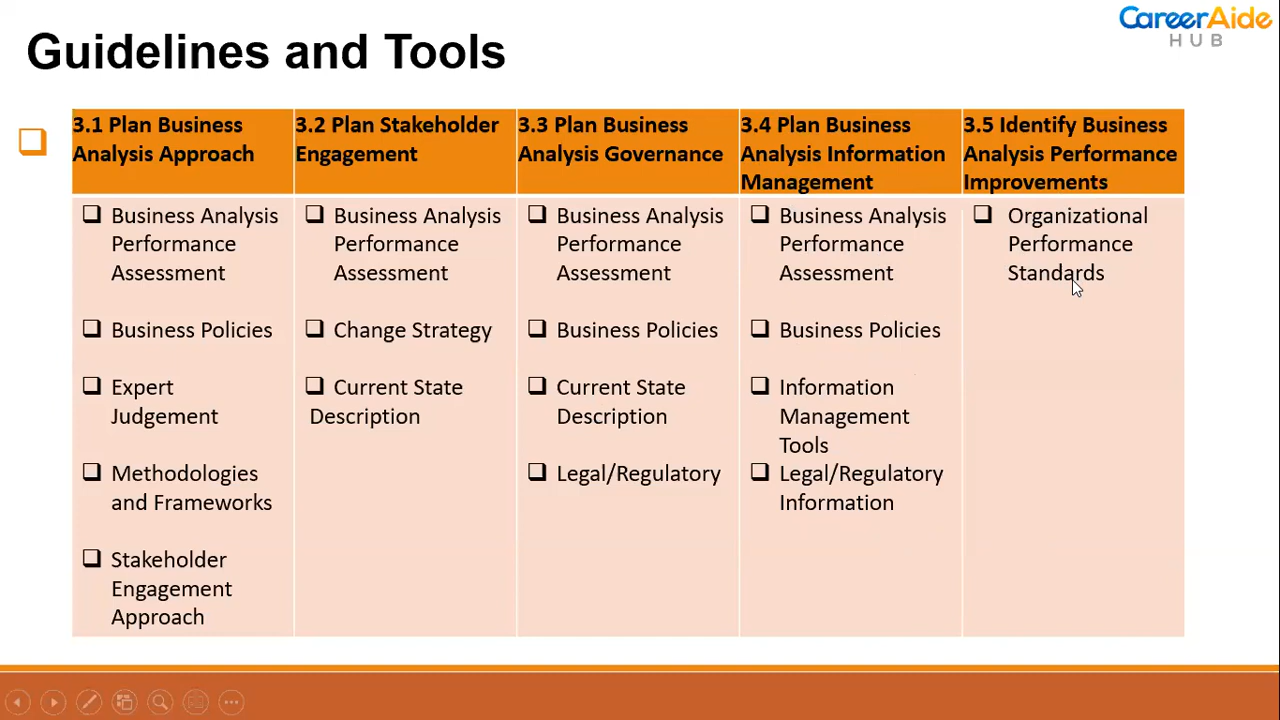 CareerAide
HUB
Guidelines and Tools
3.1 Plan Business
Analysis Approach
3.2 Plan Stakeholder
Engagement
3.3 Plan Business
Analysis Governance
3.4 Plan Business
Analysis Information
Management
3.5 Identify Business
Analysis Performance
Improvements
Business Analysis
Performance
Assessment
Business Policies
Expert
Judgement
Methodologies
and Frameworks
Stakeholder
Engagement
Approach
Business Analysis
Performance
Assessment
Change Strategy
Current State
Description
Business Analysis
Performance
Assessment
Business Policies
Current State
Description
Legal/Regulatory
Business Analysis
Performance
Assessment
Business Policies
Information
Management
Tools
Legal/Regulatory
Information
Organizational
Performance
Standards